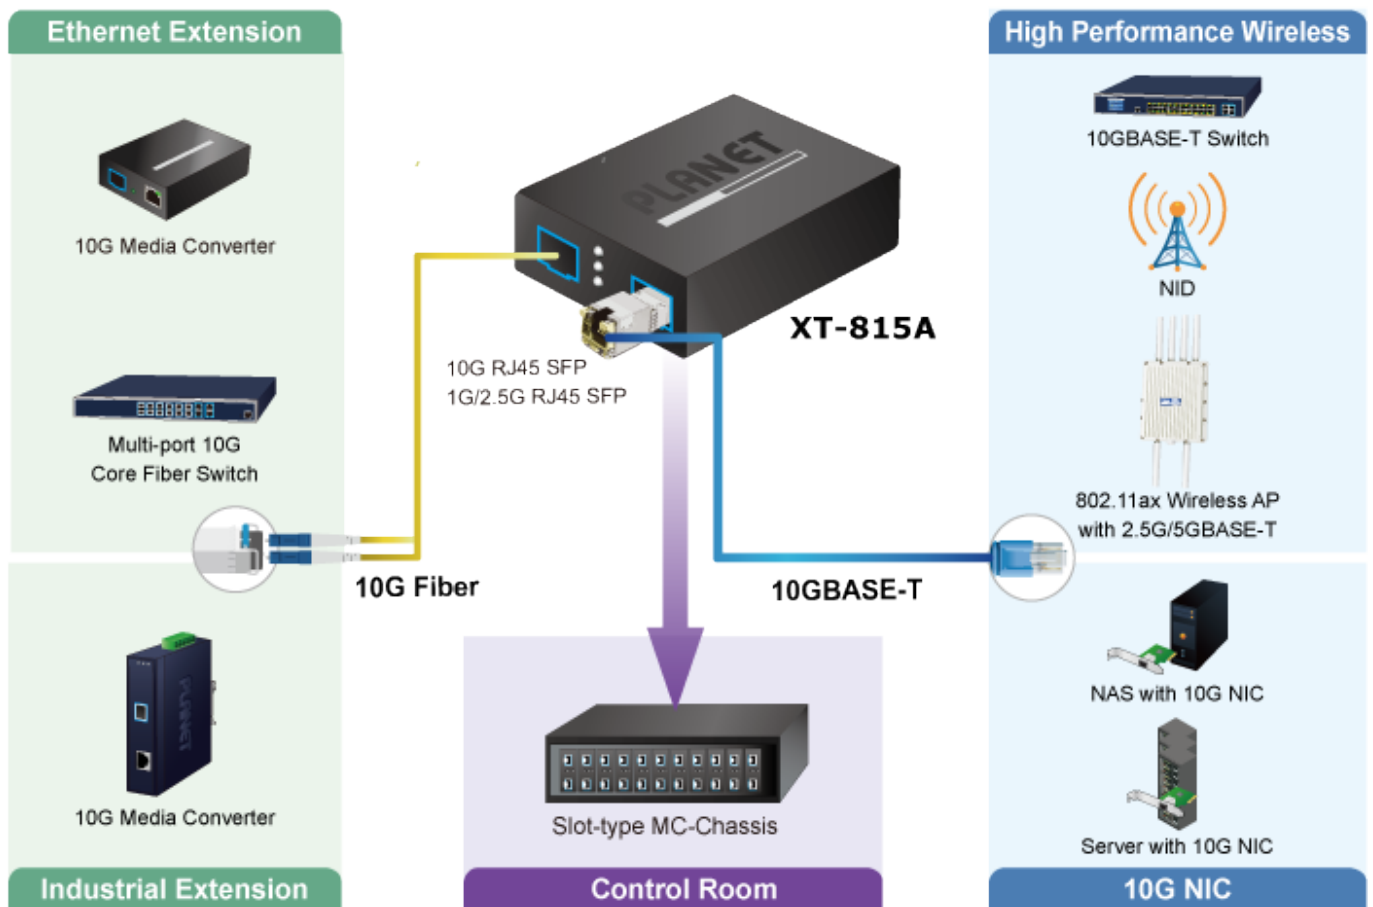 Ethernet Extension
10G Media Converter
Multi-port 10G
Core Fiber Switch
10G Media Converter
Industrial Extension
PLANET
PLANET
XT-815A
10G RJ45 SFP
1G/2.5G RJ45 SFP
10G Fiber
10GBASE-T
Slot-type MC-Chassis
Control Room
High Performance Wireless
10GBASE-T Switch
NID
802.11ax Wireless AP
with 2.5G/5GBASE-T
NAS with 10G NIC
Server with 10G NIC
10G NIC